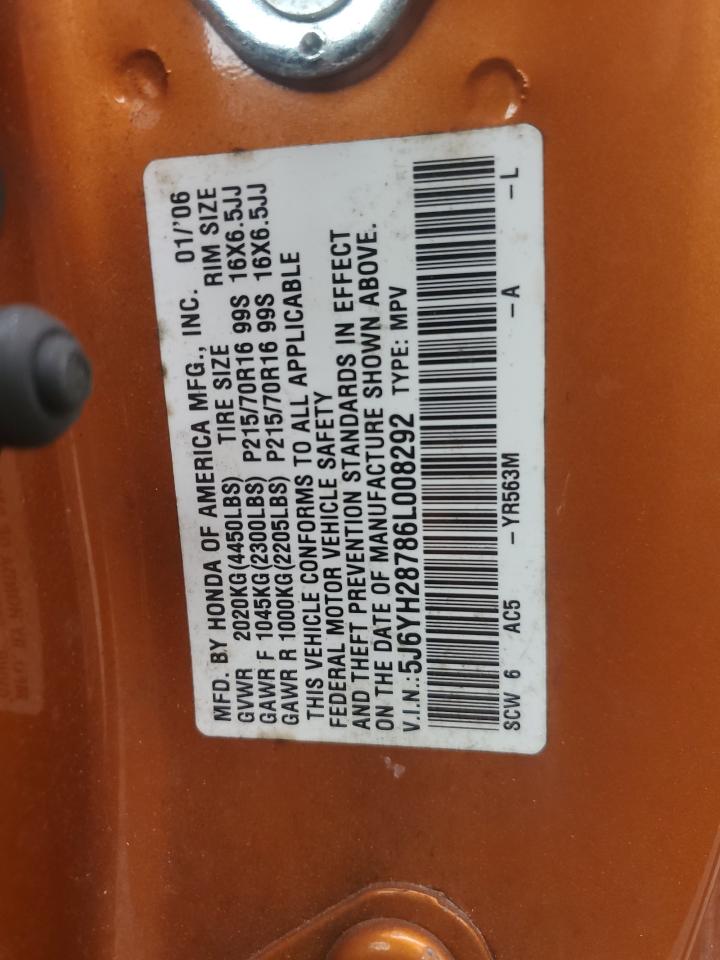 MFD. BY HONDA OF AMERICA MFG., INC. 01/'06
GVWR 2020KG(4450LBS) TIRE SIZE RIM SIZE
GAWR F 1045KG(2300LBS) P215/70R16 99S 16X6.5JJ
GAWR R 1000KG(2205LBS) P215/70R16 99S 16X6.5JJ
THIS VEHICLE CONFORMS TO ALL APPLICABLE
FEDERAL MOTOR VEHICLE SAFETY
AND THEFT PREVENTION STANDARDS IN EFFECT
ON THE DATE OF MANUFACTURE SHOWN ABOVE.
V.I.N.:5J6YH28786L008292 TYPE: MPV
SCW 6 AC5 -YR563M -A -L